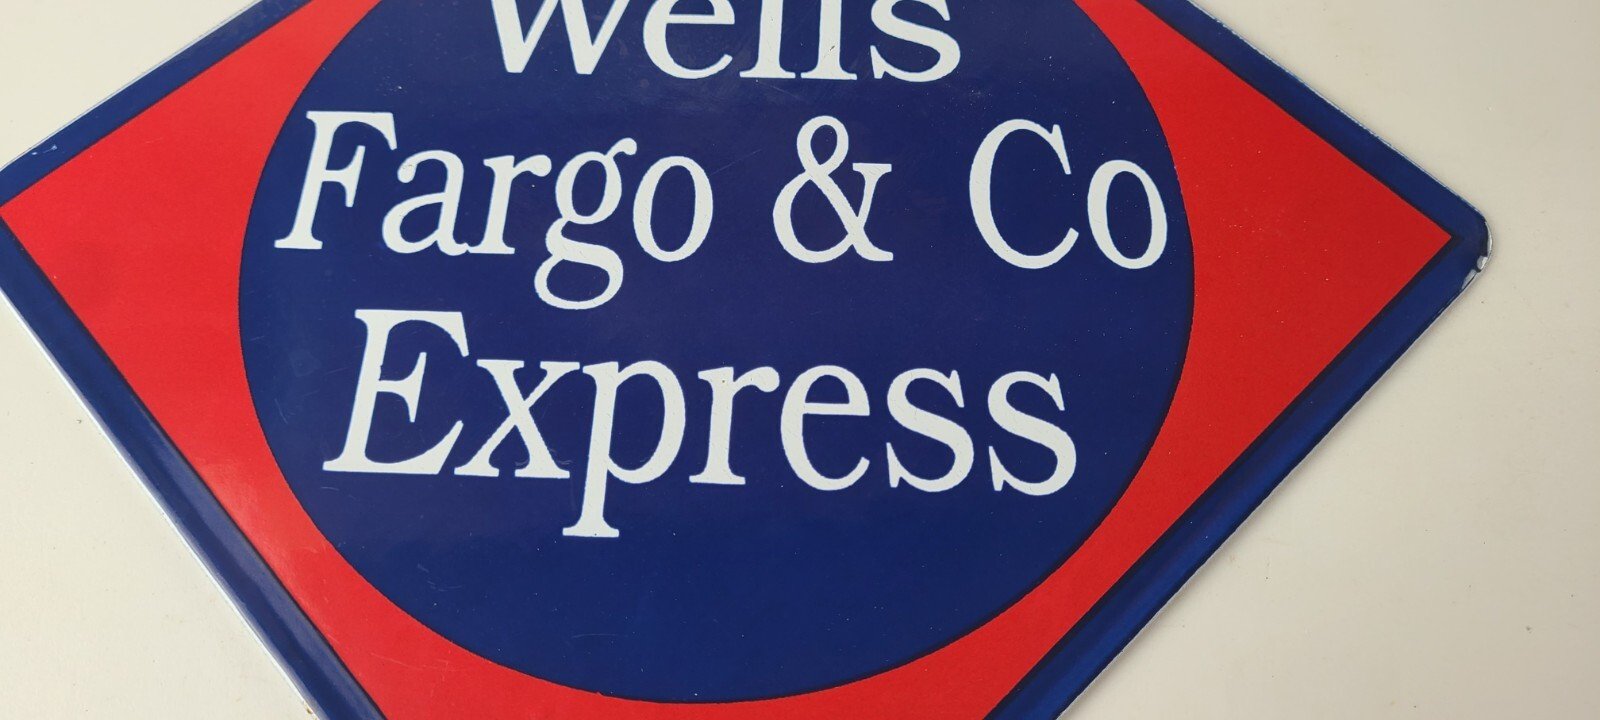 Wells
Fargo & Co
Express